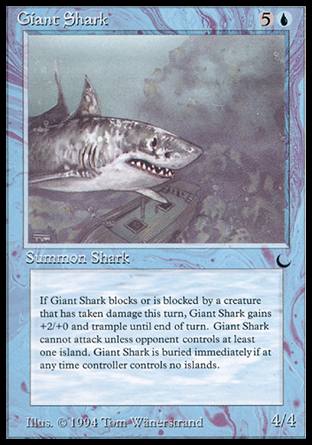 Giant Shark 5
Summon Shark
If Giant Shark blocks or is blocked by a creature
that has taken damage this turn, Giant Shark gains
+2/+0 and trample until end of turn. Giant Shark
cannot attack unless opponent controls at least
one island. Giant Shark is buried immediately if at
any time controller controls no islands.
Illus. © 1994 Tom Wänerstrand 4/4